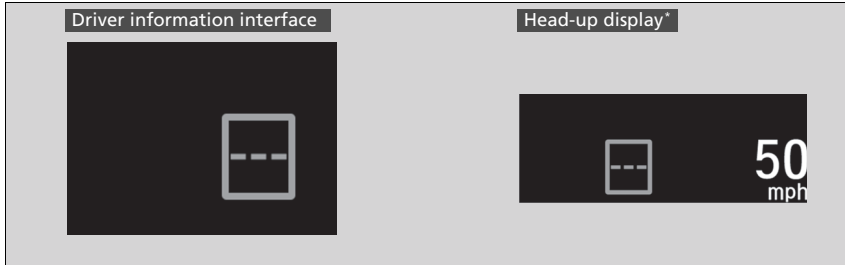 Driver information interface
Head-up display*
---
---
50
mph